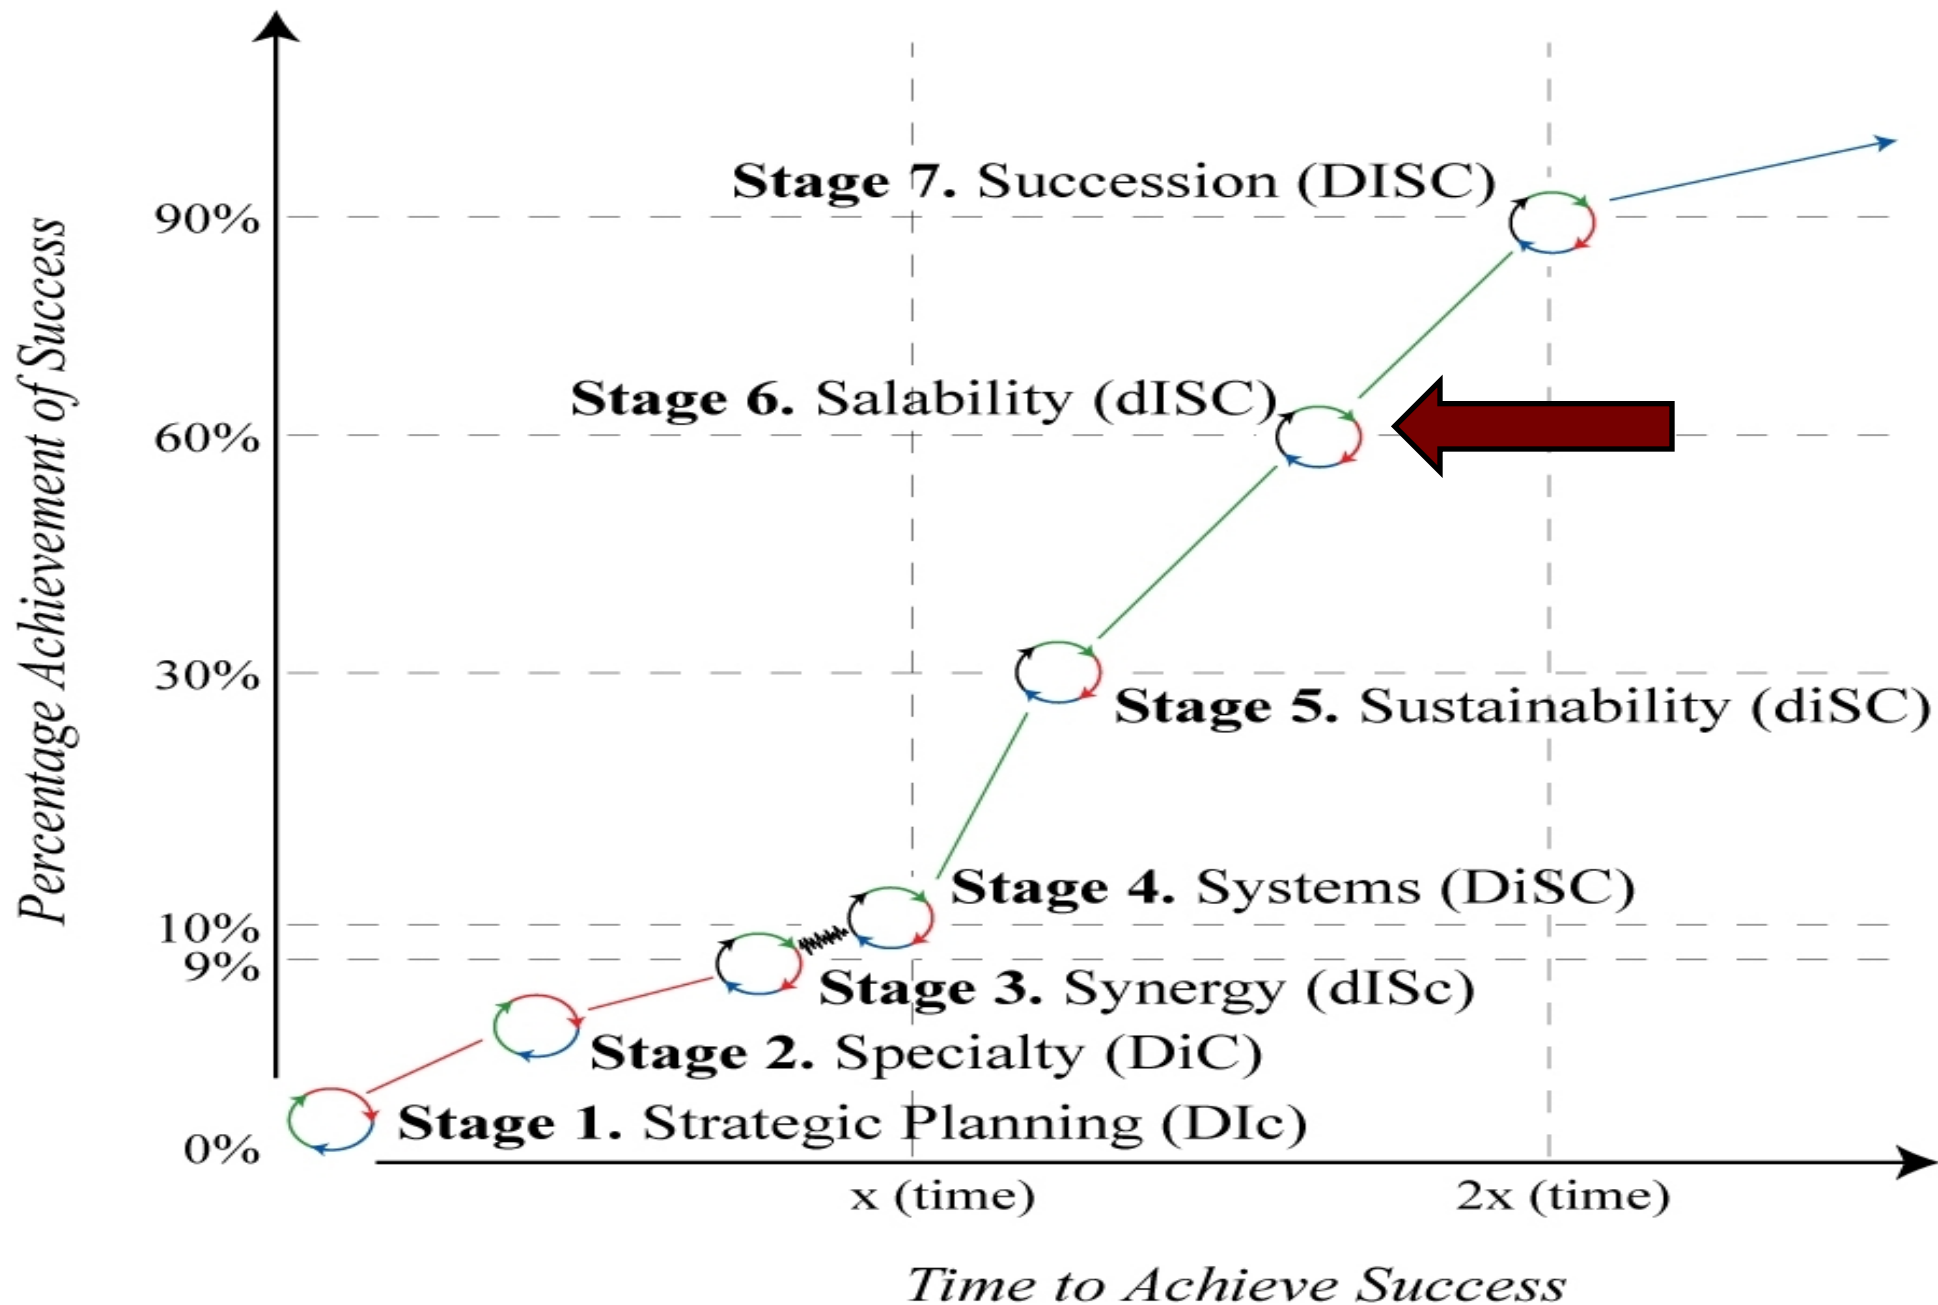 Percentage Achievement of Success
Stage 7. Succession (DISC)
90%
Stage 6. Salability (dISC)
60%
30%
Stage 5. Sustainability (diSC)
Stage 4. Systems (DiSC)
10%
9%
Stage 3. Synergy (dISc)
Stage 2. Specialty (DiC)
Stage 1. Strategic Planning (DIc)
0%
x (time)
2x (time)
Time to Achieve Success